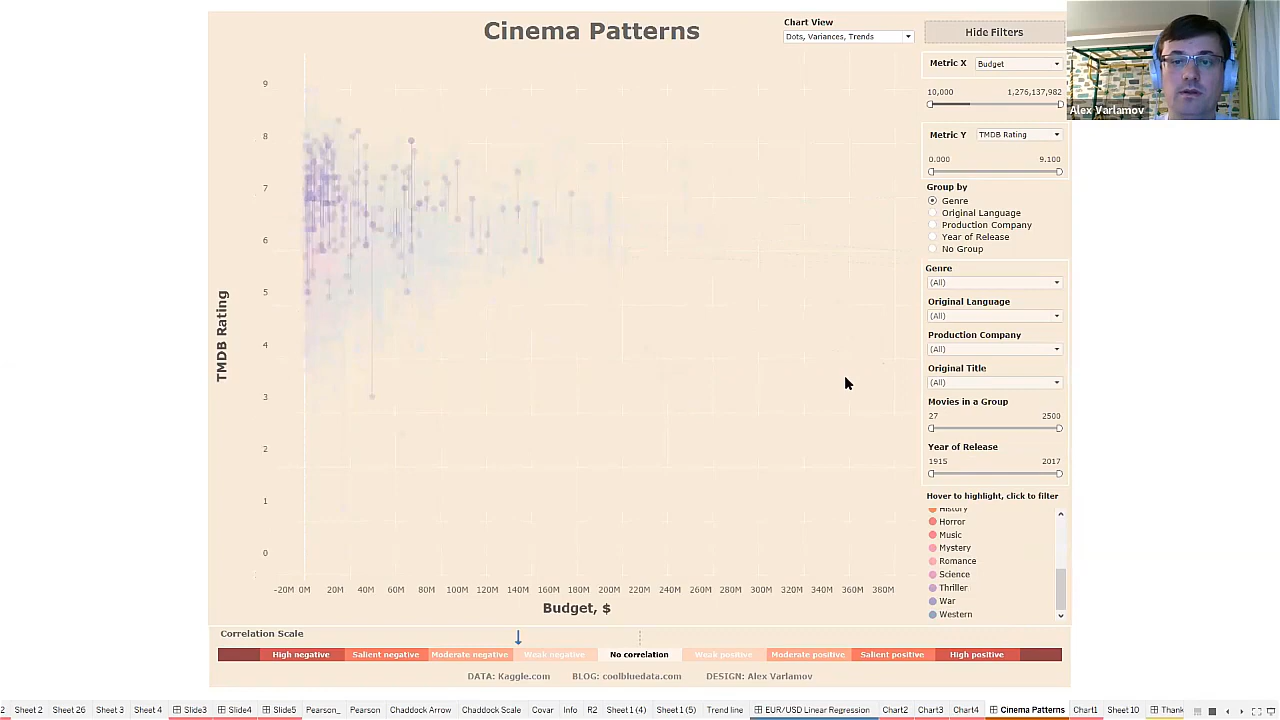 Cinema Patterns
Chart View
Dots, Variances, Trends
Hide Filters
Metric X
Budget
10,000
1,276,137,982
Alex Varlamov
Metric Y
TMDB Rating
0.000
9.100
Group by
Genre
Original Language
Production Company
Year of Release
No Group
Genre
(All)
Original Language
(All)
Production Company
(All)
Original Title
(All)
Movies in a Group
27
2500
Year of Release
1915
2017
Hover to highlight, click to filter
History
Horror
Music
Mystery
Romance
Science
Thriller
War
Western
TMDB Rating
9
8
7
6
5
4
3
2
1
0
-20M 0M 20M 40M 60M 80M 100M 120M 140M 160M 180M 200M 220M 240M 260M 280M 300M 320M 340M 360M 380M
Budget, $
Correlation Scale
High negative
Salient negative
Moderate negative
Weak negative
No correlation
Weak positive
Moderate positive
Salient positive
High positive
DATA: Kaggle.com
BLOG: coolbluedata.com
DESIGN: Alex Varlamov
2 Sheet 2 Sheet 26 Sheet 3 Sheet 4 Slide3 Slide4 Slide5 Pearson_ Pearson Chaddock Arrow Chaddock Scale Covar Info R2 Sheet 1 (4) Sheet 1 (5) Trend line EUR/USD Linear Regression Chart2 Chart3 Chart4 Cinema Patterns Chart1 Sheet 10 Thank